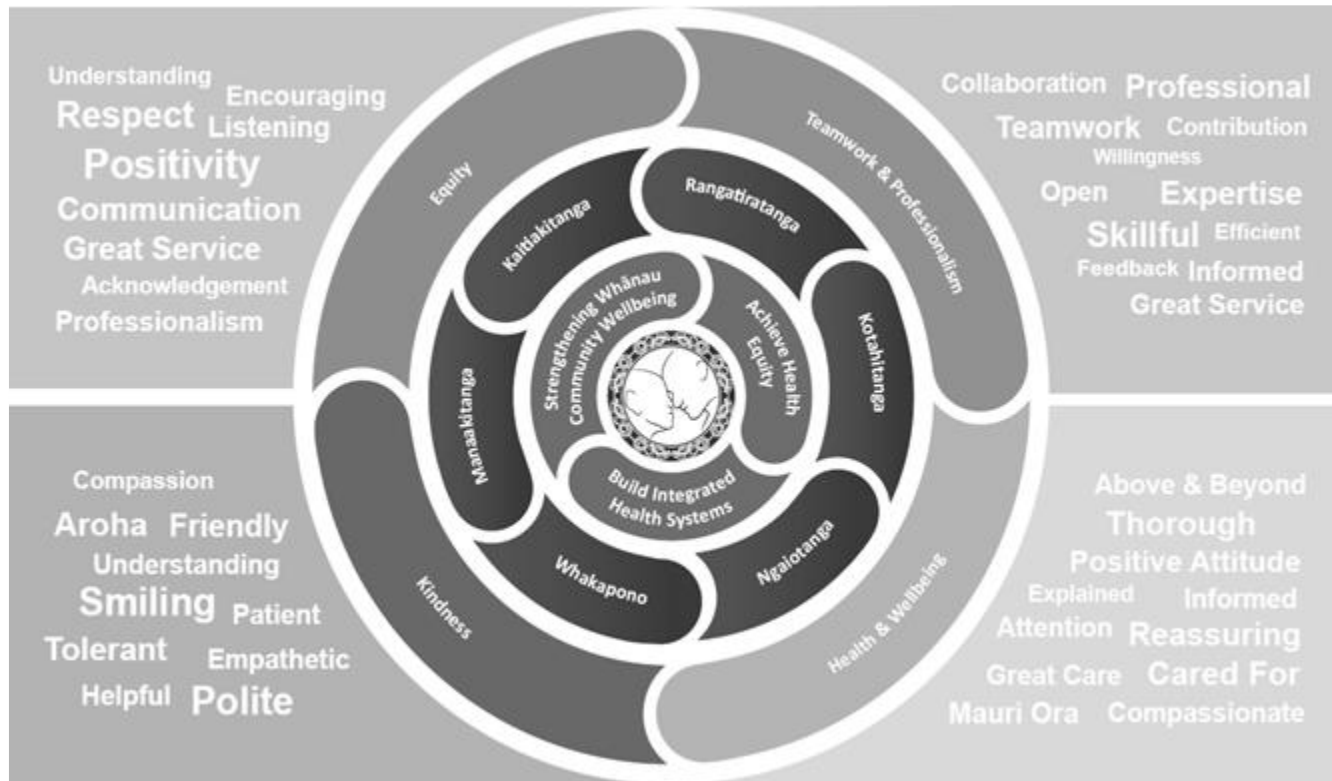 Understanding
Encouraging
Respect
Listening
Positivity
Communication
Great Service
Acknowledgement
Professionalism
Collaboration Professional
Teamwork Contribution
Willingness
Open Expertise
Skillful Efficient
Feedback Informed
Great Service
Equity
Teamwork & Professionalism
Kaitiakitanga
Rangatiratanga
Strengthening Whānau
Community Wellbeing
Achieve Health
Equity
Kotahitanga
Manaakitanga
Build Integrated
Health Systems
Whakapono
Ngaiotanga
Kindness
Health & Wellbeing
Compassion
Aroha Friendly
Understanding
Smiling Patient
Tolerant Empathetic
Helpful Polite
Above & Beyond
Thorough
Positive Attitude
Explained Informed
Attention Reassuring
Great Care Cared For
Mauri Ora Compassionate